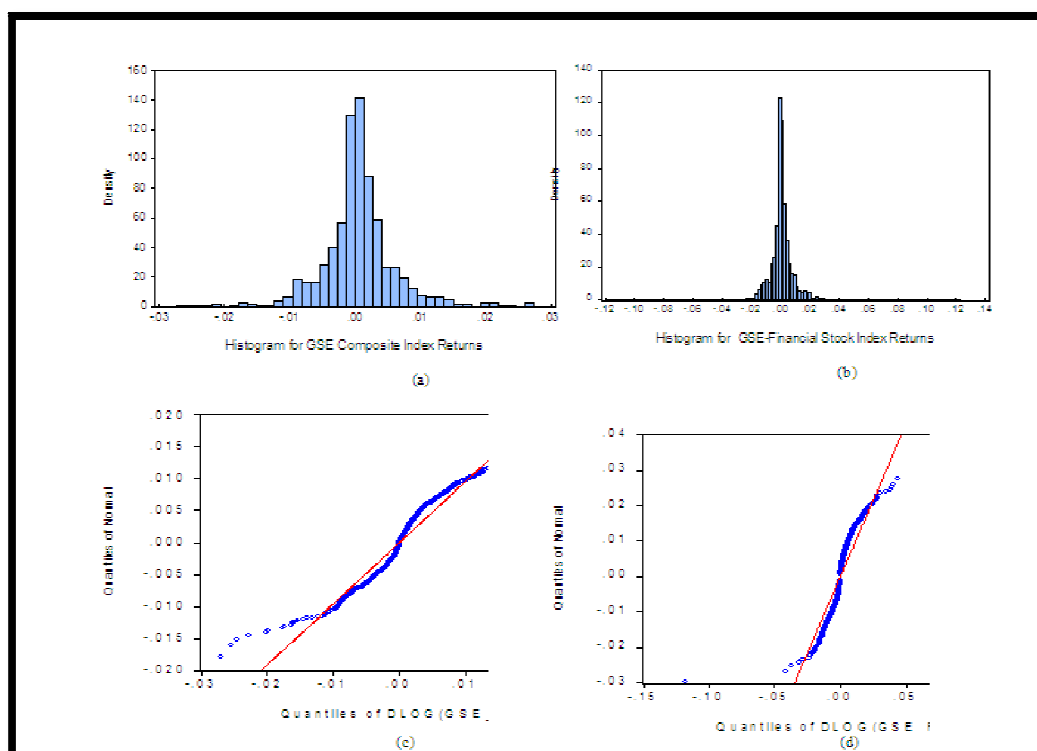 160
140
120
100
80
60
40
20
0
Density
-.03 -.02 -.01 .00 .01 .02 .03
Histogram for GSE Composite Index Returns
(a)
140
120
100
80
60
40
20
0
Density
-.12 -.10 -.08 -.06 -.04 -.02 .00 .02 .04 .06 .08 .10 .12 .14
Histogram for GSE-Financial Stock Index Returns
(b)
.020
.015
.010
.005
.000
-.005
-.010
-.015
-.020
Quantiles of Normal
-.03 -.02 -.01 .00 .01
Quantiles of DLOG(GSE_
(c)
.04
.03
.02
.01
.00
-.01
-.02
-.03
Quantiles of Normal
-.15 -.10 -.05 .00 .05
Quantiles of DLOG(GSE
(d)